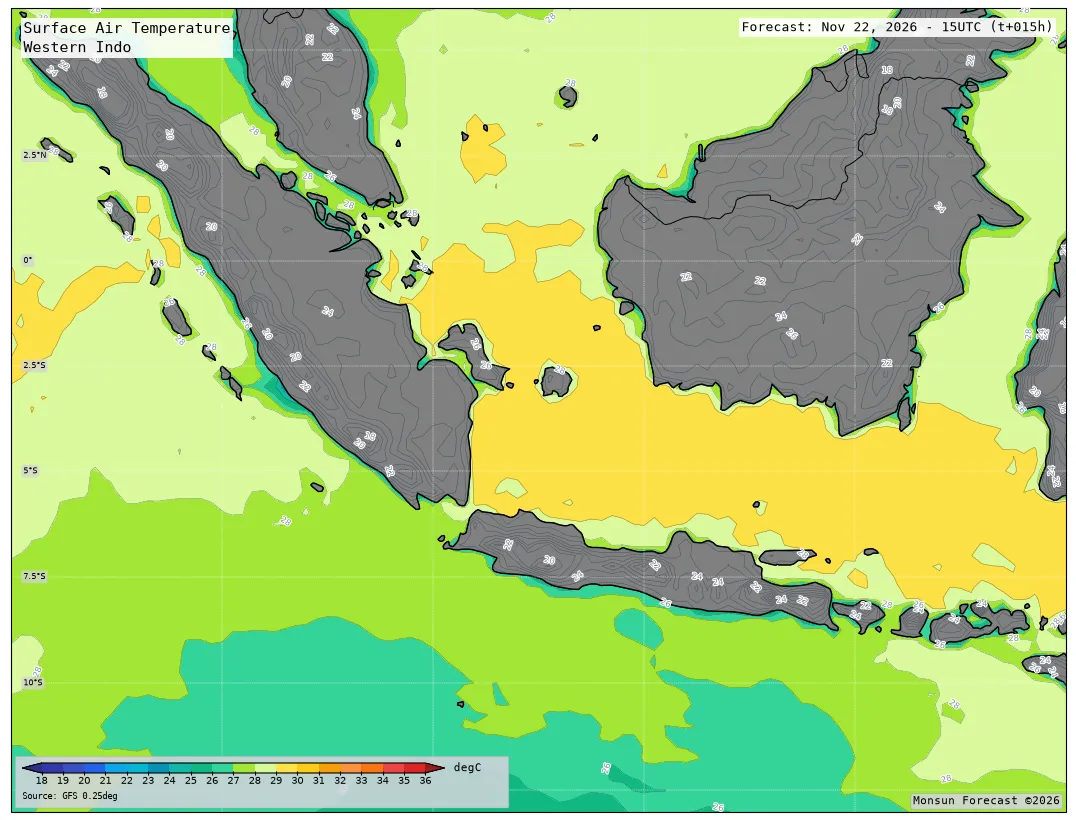 Surface Air Temperature
Western Indo
Forecast: Nov 22, 2026 - 15UTC (t+015h)
2.5°N
0°
2.5°S
5°S
7.5°S
10°S
18 19 20 21 22 23 24 25 26 27 28 29 30 31 32 33 34 35 36
degC
Source: GFS 0.25deg
Monsun Forecast ©2026